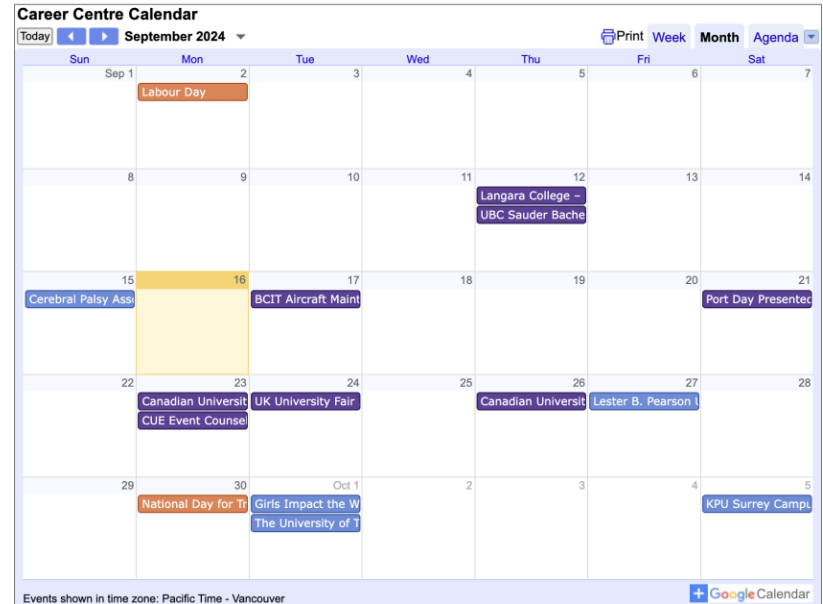 Career Centre Calendar
Today September 2024 Print Week Month Agenda
Sun Mon Tue Wed Thu Fri Sat
Sep 1 2 3 4 5 6 7
Labour Day
8 9 10 11 12 13 14
Langara College –
UBC Sauder Bache
15 16 17 18 19 20 21
Cerebral Palsy Asso BCIT Aircraft Maint Port Day Presented
22 23 24 25 26 27 28
Canadian Universit UK University Fair Canadian Universit Lester B. Pearson U
CUE Event Counsel
29 30 Oct 1 2 3 4 5
National Day for Tr Girls Impact the W KPU Surrey Campu
The University of T
Events shown in time zone: Pacific Time - Vancouver
Google Calendar